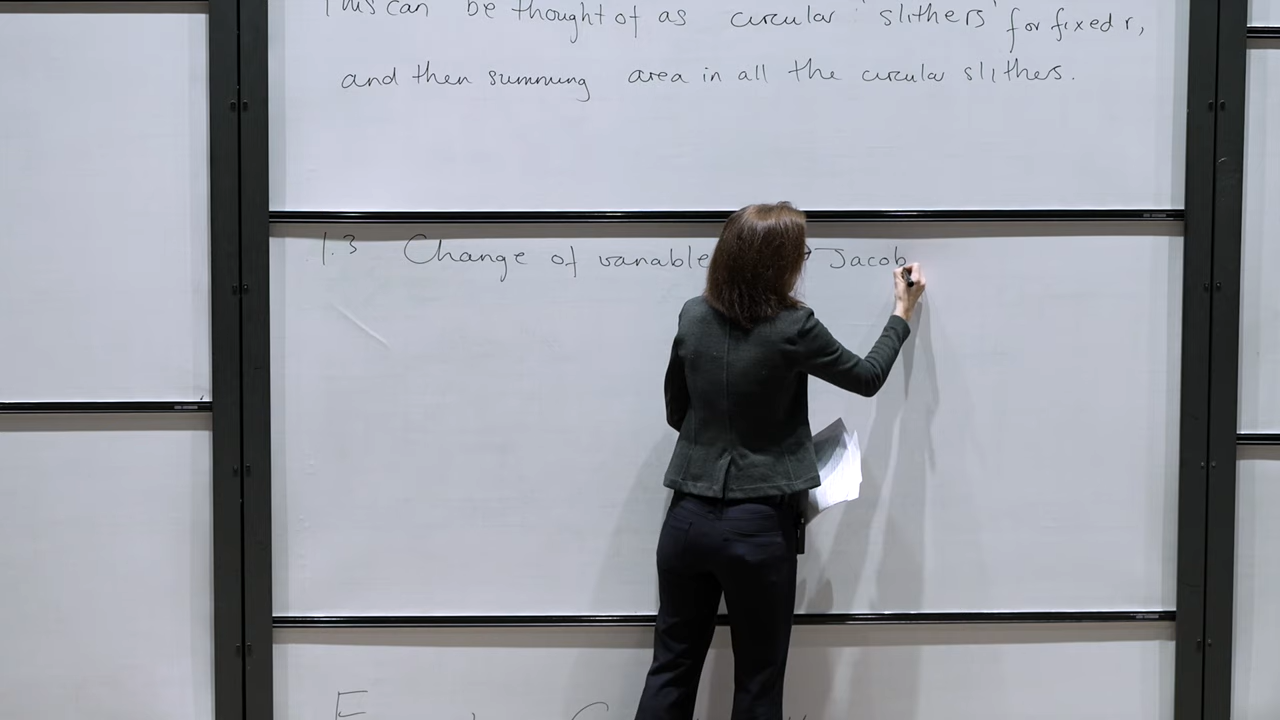 This can be thought of as circular 'slithers' for fixed r,
and then summing area in all the circular slithers.
1.3 Change of variable → Jacob